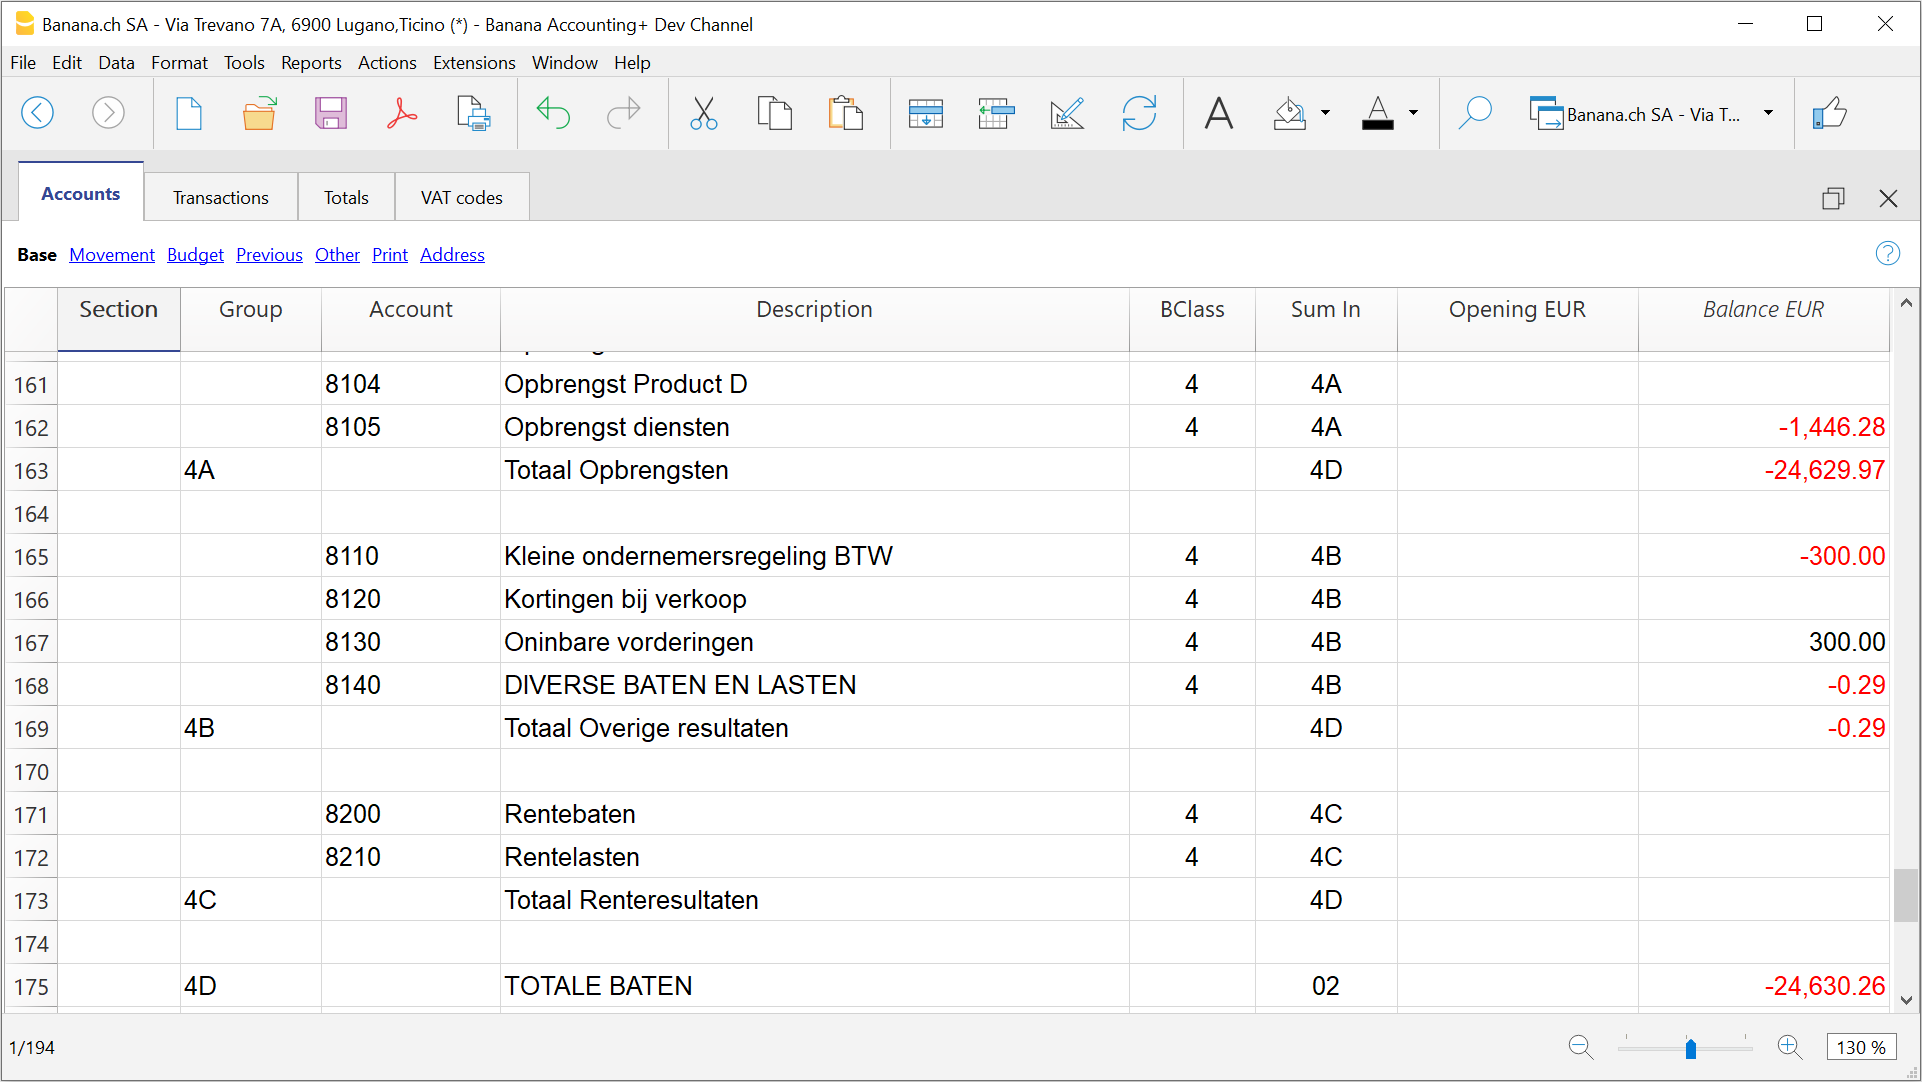 Banana.ch SA - Via Trevano 7A, 6900 Lugano,Ticino (*) - Banana Accounting+ Dev Channel
File Edit Data Format Tools Reports Actions Extensions Window Help
Banana.ch SA - Via T...
Accounts Transactions Totals VAT codes
Base Movement Budget Previous Other Print Address
Section Group Account Description BClass Sum In Opening EUR Balance EUR
161 8104 Opbrengst Product D 4 4A
162 8105 Opbrengst diensten 4 4A -1,446.28
163 4A Totaal Opbrengsten 4D -24,629.97
164
165 8110 Kleine ondernemersregeling BTW 4 4B -300.00
166 8120 Kortingen bij verkoop 4 4B
167 8130 Oninbare vorderingen 4 4B 300.00
168 8140 DIVERSE BATEN EN LASTEN 4 4B -0.29
169 4B Totaal Overige resultaten 4D -0.29
170
171 8200 Rentebaten 4 4C
172 8210 Rentelasten 4 4C
173 4C Totaal Renteresultaten 4D
174
175 4D TOTALE BATEN 02 -24,630.26
1/194 130 %